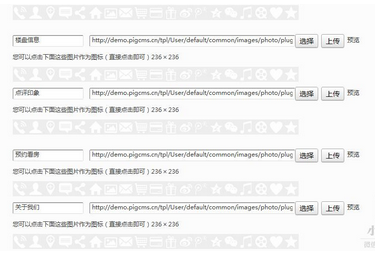 楼盘信息 http://demo.pigcms.cn/tpl/User/default/common/images/photo/plug 选择 上传 预览
您可以点击下面这些图片作为图标（直接点击即可）236×236
点评印象 http://demo.pigcms.cn/tpl/User/default/common/images/photo/plug 选择 上传 预览
您可以点击下面这些图片作为图标（直接点击即可）236×236
预约看房 http://demo.pigcms.cn/tpl/User/default/common/images/photo/plug 选择 上传 预览
您可以点击下面这些图片作为图标（直接点击即可）236×236
关于我们 http://demo.pigcms.cn/tpl/User/default/common/images/photo/plug 选择 上传 预览
您可以点击下面这些图片作为图标（直接点击即可）236×236